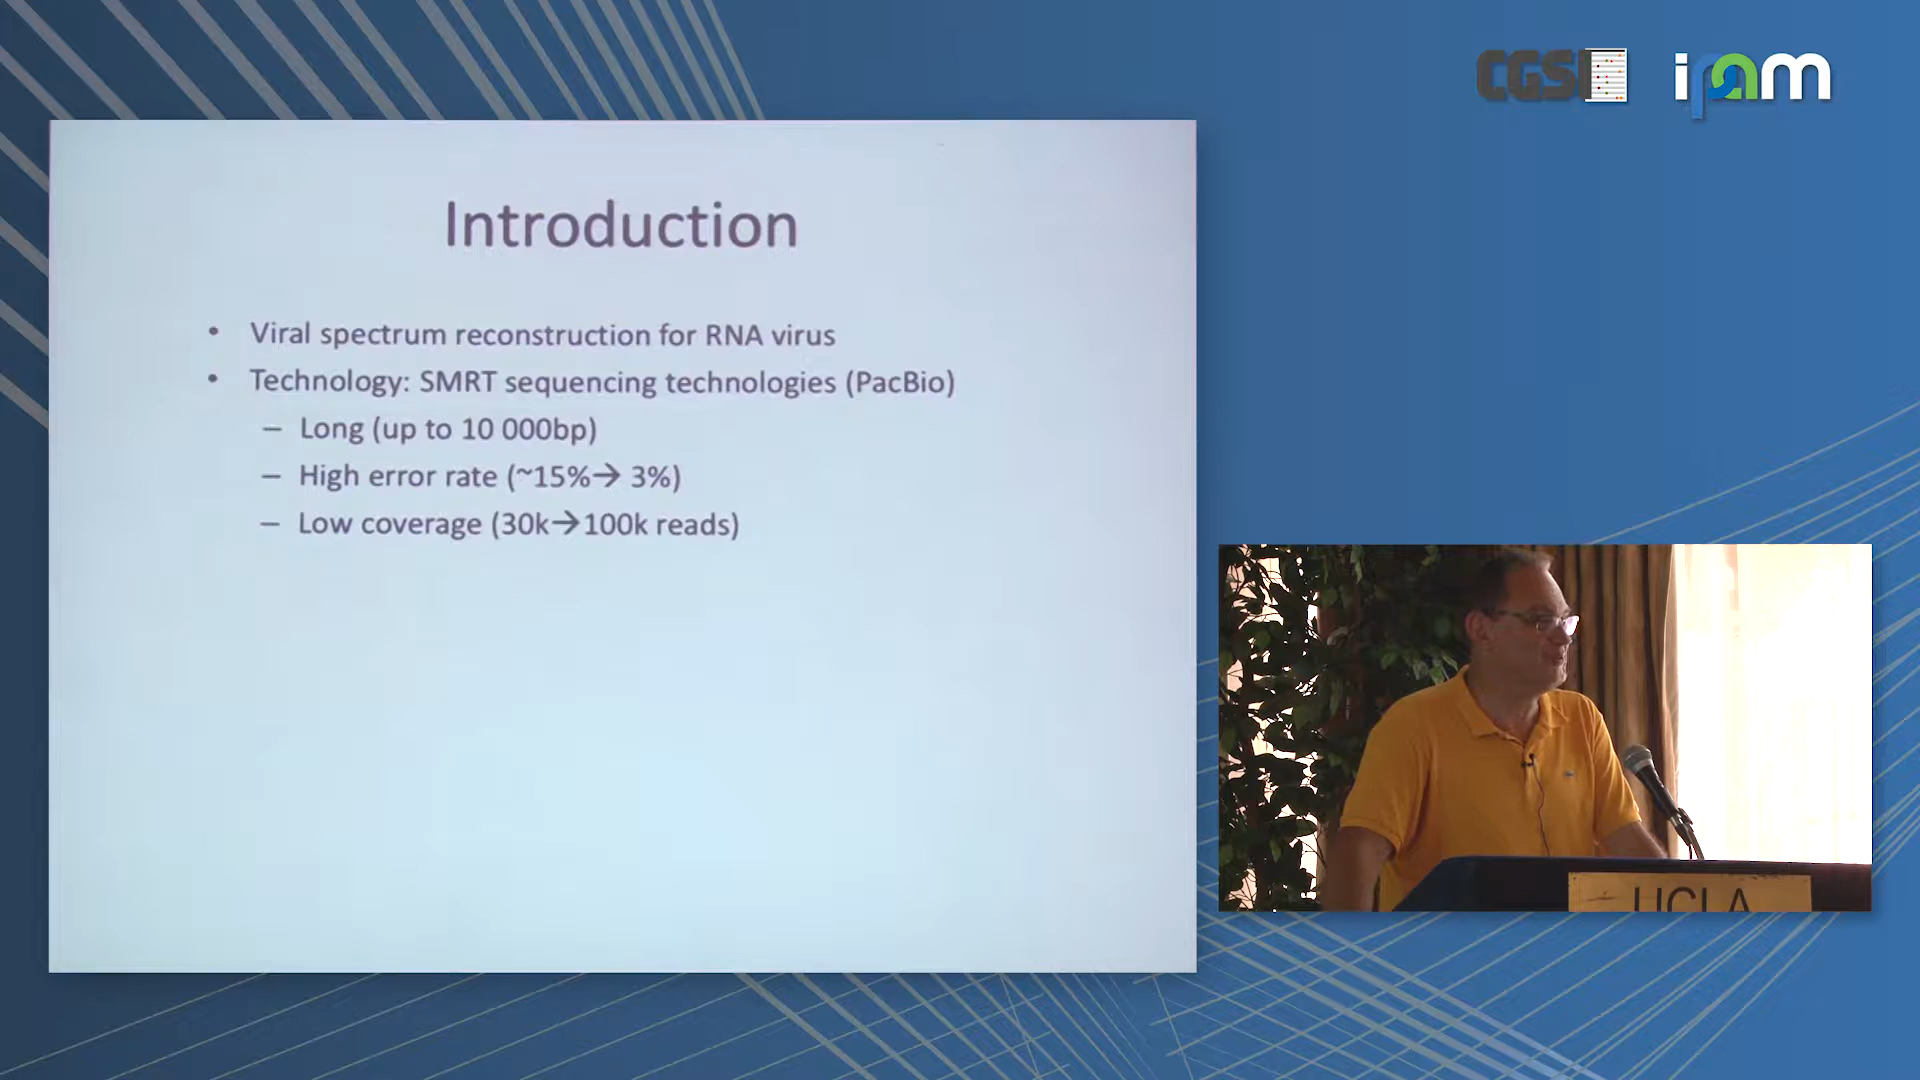 CGSI
ipam
Introduction
• Viral spectrum reconstruction for RNA virus
• Technology: SMRT sequencing technologies (PacBio)
– Long (up to 10 000bp)
– High error rate (~15%→ 3%)
– Low coverage (30k→100k reads)
UCLA